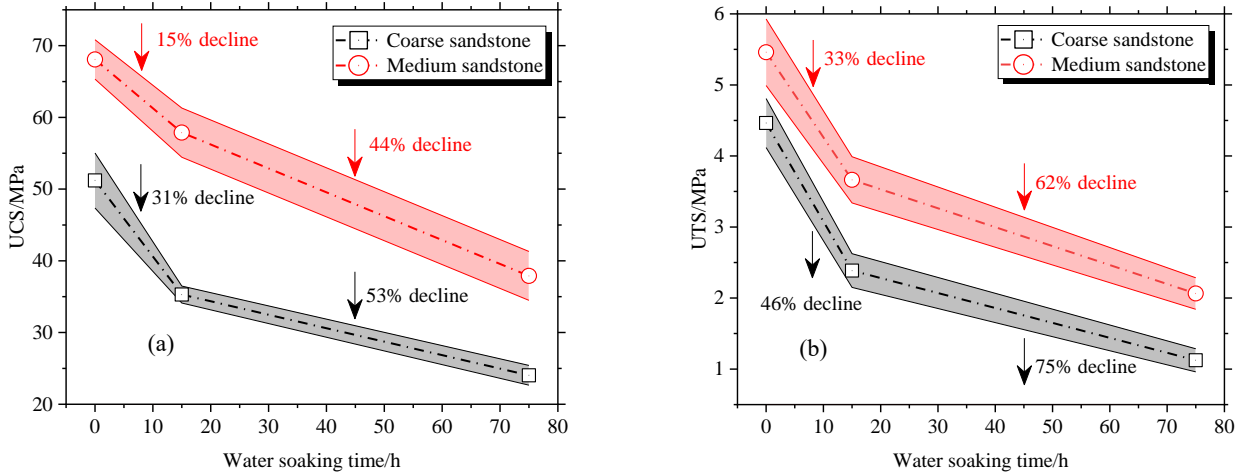 15% decline
Coarse sandstone
Medium sandstone
44% decline
31% decline
53% decline
(a)
UCS/MPa
70
60
50
40
30
20
0 10 20 30 40 50 60 70 80
Water soaking time/h
33% decline
Coarse sandstone
Medium sandstone
62% decline
46% decline
75% decline
(b)
UTS/MPa
6
5
4
3
2
1
0 10 20 30 40 50 60 70 80
Water soaking time/h